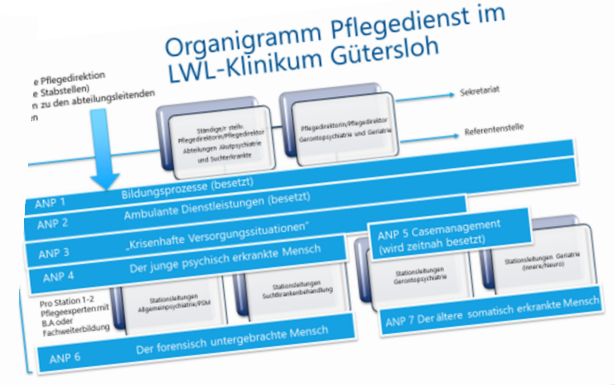 Organigramm Pflegedienst im
LWL-Klinikum Gütersloh
e Pflegedirektion
e Stabstellen)
n zu den abteilungsleitenden
en
Ständige/r stellv.
Pflegedirektorin/Pflegedirektor
Abteilungen Akutpsychiatrie
und Suchterkrankte
Pflegedirektorin/Pflegedirektor
Gerontopsychiatrie und Geriatrie
Sekretariat
Referentenstelle
ANP 1 Bildungsprozesse (besetzt)
ANP 2 Ambulante Dienstleistungen (besetzt)
ANP 3 „Krisenhafte Versorgungssituationen"
ANP 4 Der junge psychisch erkrankte Mensch
ANP 5 Casemanagement
(wird zeitnah besetzt)
Pro Station 1-2
Pflegeexperten mit
B.A oder
Fachweiterbildung
Stationsleitungen
Allgemeinpsychiatrie/PSM
Stationsleitungen
Suchtkrankenbehandlung
Stationsleitungen
Gerontopsychiatrie
Stationsleitungen Geriatrie
(Innere/Neuro)
ANP 6 Der forensisch untergebrachte Mensch
ANP 7 Der ältere somatisch erkrankte Mensch